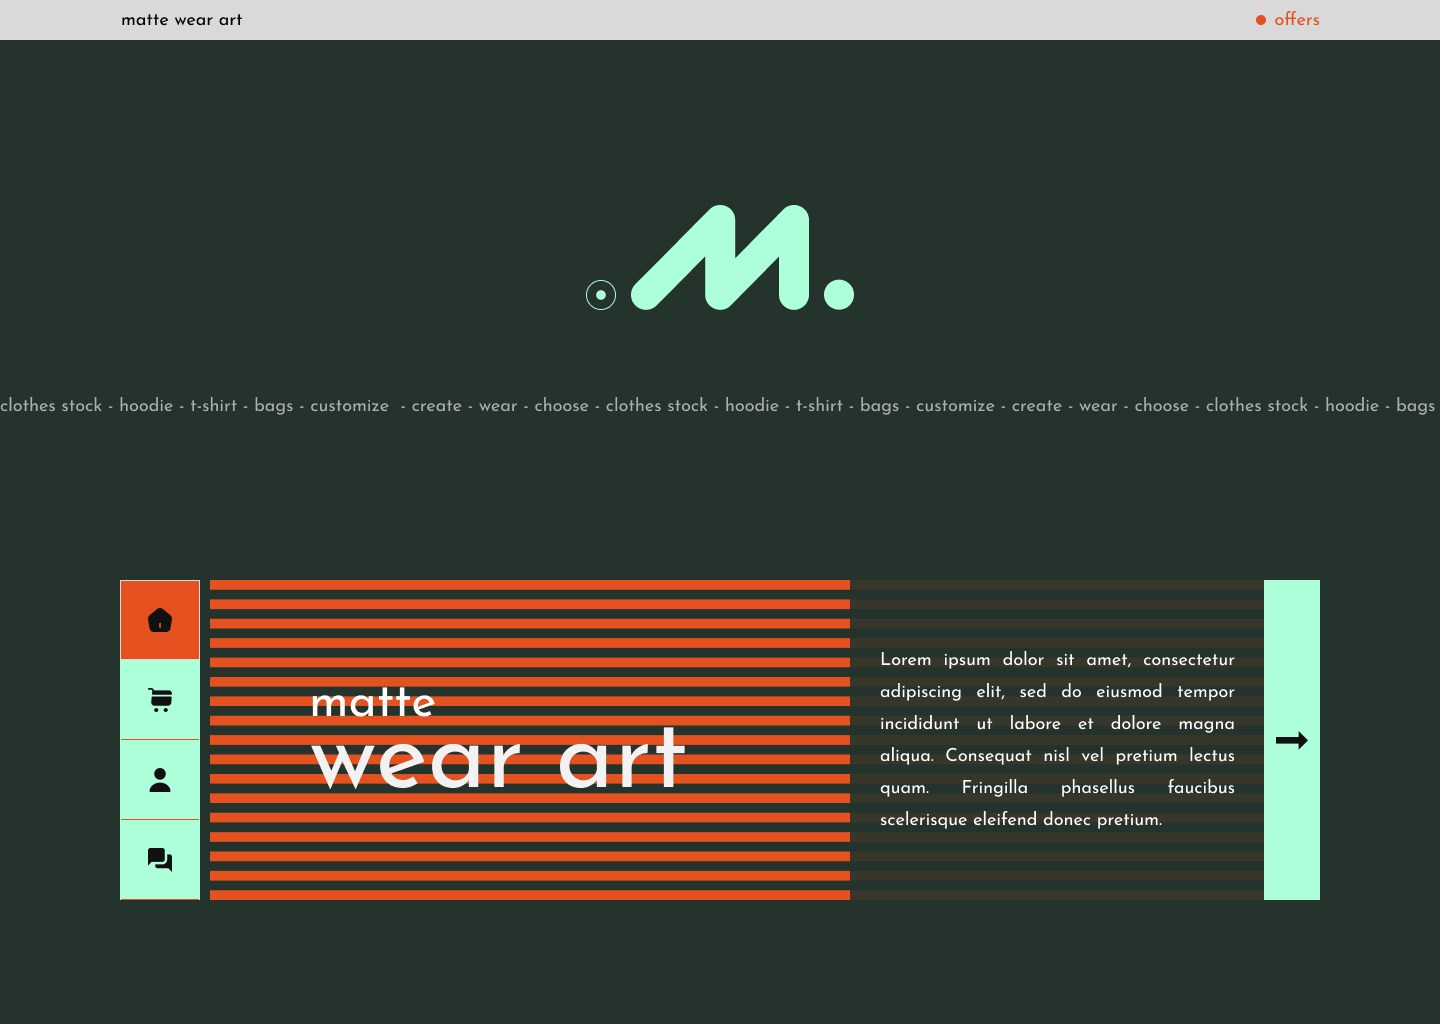 matte wear art
offers
M.
clothes stock - hoodie - t-shirt - bags - customize  - create - wear - choose - clothes stock - hoodie - t-shirt - bags - customize - create - wear - choose - clothes stock - hoodie - bags
matte
wear art
Lorem ipsum dolor sit amet, consectetur
adipiscing elit, sed do eiusmod tempor
incididunt ut labore et dolore magna
aliqua. Consequat nisl vel pretium lectus
quam. Fringilla phasellus faucibus
scelerisque eleifend donec pretium.